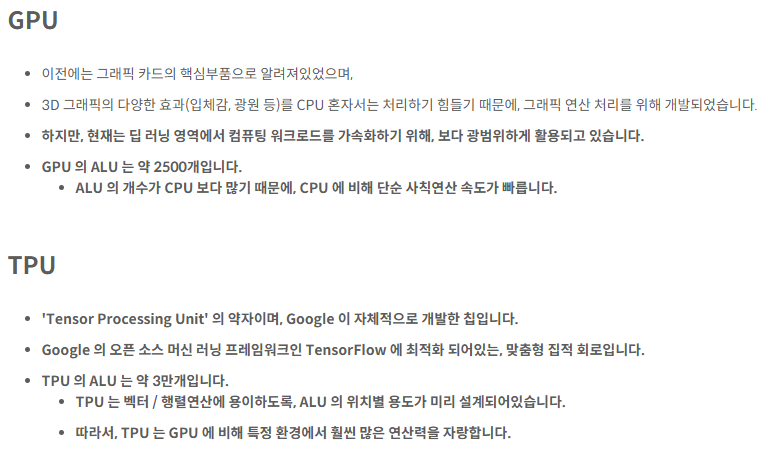 GPU
이전에는 그래픽 카드의 핵심부품으로 알려져있었으며,
3D 그래픽의 다양한 효과(입체감, 광원 등)를 CPU 혼자서는 처리하기 힘들기 때문에, 그래픽 연산 처리를 위해 개발되었습니다.
하지만, 현재는 딥 러닝 영역에서 컴퓨팅 워크로드를 가속화하기 위해, 보다 광범위하게 활용되고 있습니다.
GPU 의 ALU 는 약 2500개입니다.
ALU 의 개수가 CPU 보다 많기 때문에, CPU 에 비해 단순 사칙연산 속도가 빠릅니다.
TPU
'Tensor Processing Unit' 의 약자이며, Google 이 자체적으로 개발한 칩입니다.
Google 의 오픈 소스 머신 러닝 프레임워크인 TensorFlow 에 최적화 되어있는, 맞춤형 집적 회로입니다.
TPU 의 ALU 는 약 3만개입니다.
TPU 는 벡터 / 행렬연산에 용이하도록, ALU 의 위치별 용도가 미리 설계되어있습니다.
따라서, TPU 는 GPU 에 비해 특정 환경에서 훨씬 많은 연산력을 자랑합니다.